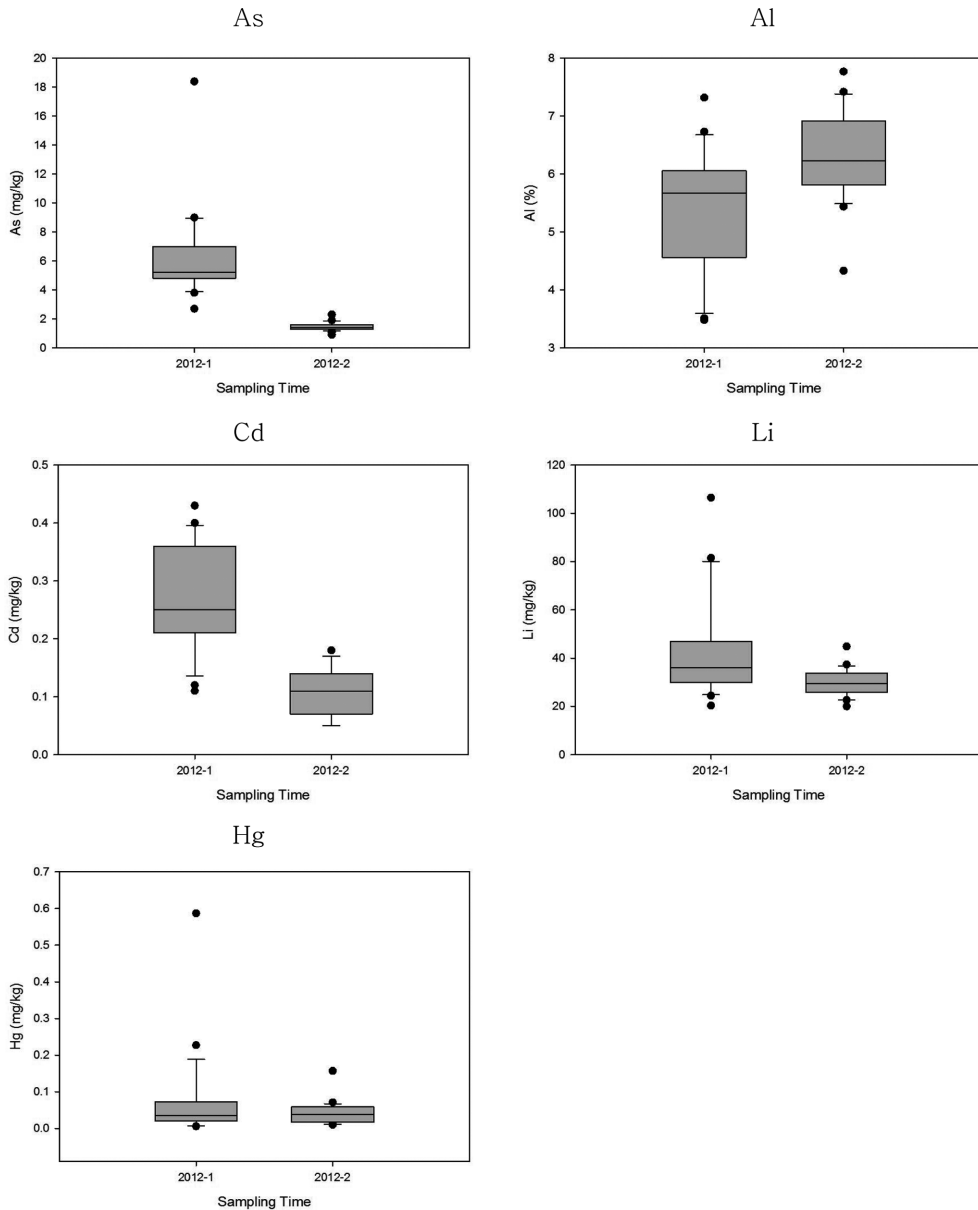 As
20
18
16
14
12
10
8
6
4
2
0
As (mg/kg)
2012-1 2012-2
Sampling Time
Al
8
7
6
5
4
3
Al (%)
2012-1 2012-2
Sampling Time
Cd
0.5
0.4
0.3
0.2
0.1
0.0
Cd (mg/kg)
2012-1 2012-2
Sampling Time
Li
120
100
80
60
40
20
0
Li (mg/kg)
2012-1 2012-2
Sampling Time
Hg
0.7
0.6
0.5
0.4
0.3
0.2
0.1
0.0
Hg (mg/kg)
2012-1 2012-2
Sampling Time